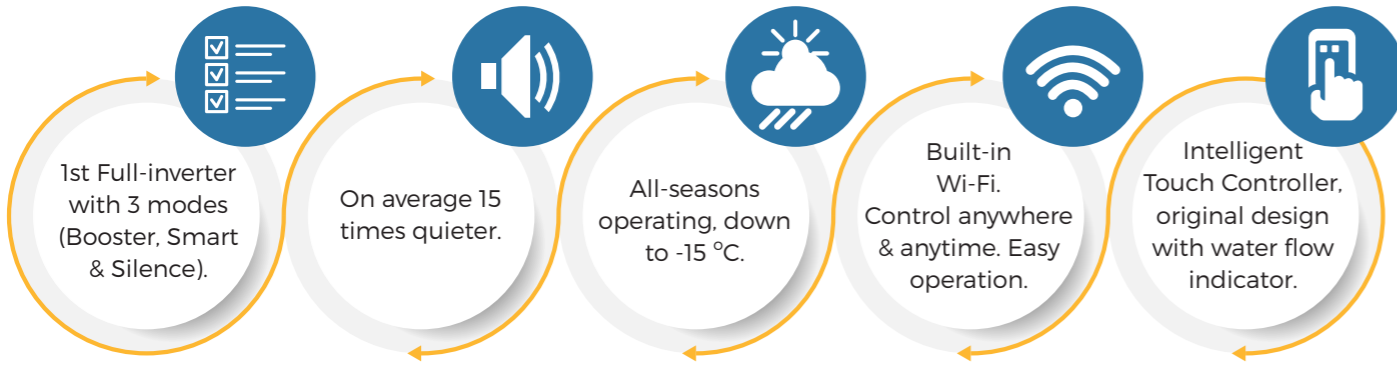 1st Full-inverter
with 3 modes
(Booster, Smart
& Silence).
On average 15
times quieter.
All-seasons
operating, down
to -15 °C.
Built-in
Wi-Fi.
Control anywhere
& anytime. Easy
operation.
Intelligent
Touch Controller,
original design
with water flow
indicator.